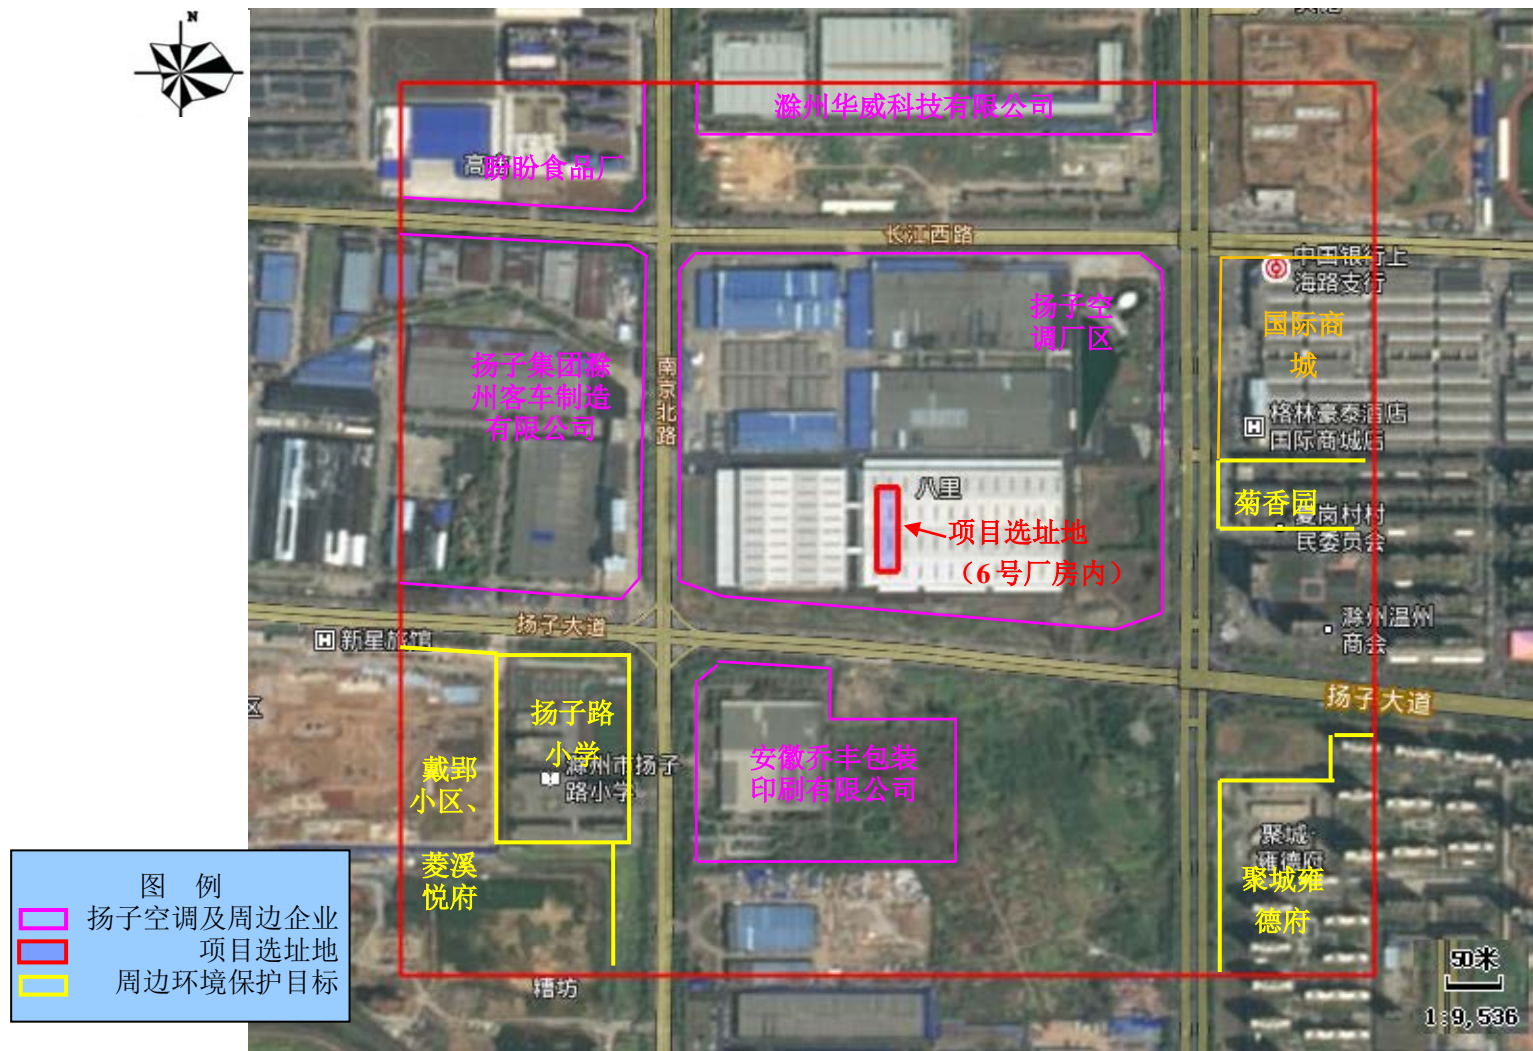 N
滁州华威科技有限公司
盼盼食品厂
长江西路
中国银行上
海路支行
扬子空
调厂区
国际商
城
扬子集团滁
州客车制造
有限公司
南京北路
格林豪泰酒店
国际商城店
八里
菊香园
夏岗村村
民委员会
项目选址地
（6号厂房内）
扬子大道
新星旅馆
滁州温州
商会
扬子大道
区
扬子路
小学
滁州市扬子
路小学
戴郢
小区、
安徽乔丰包装
印刷有限公司
聚城·
雍德府
聚城雍
德府
菱溪
悦府
糟坊
图 例
扬子空调及周边企业
项目选址地
周边环境保护目标
50米
1:9,536